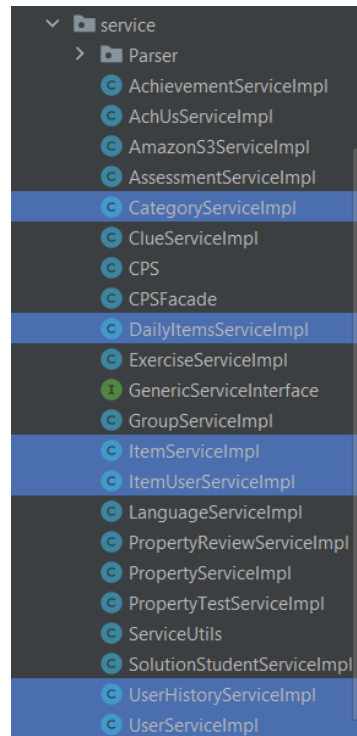 service
Parser
AchievementServiceImpl
AchUsServiceImpl
AmazonS3ServiceImpl
AssessmentServiceImpl
CategoryServiceImpl
ClueServiceImpl
CPS
CPSFacade
DailyItemsServiceImpl
ExerciseServiceImpl
GenericServiceInterface
GroupServiceImpl
ItemServiceImpl
ItemUserServiceImpl
LanguageServiceImpl
PropertyReviewServiceImpl
PropertyServiceImpl
PropertyTestServiceImpl
ServiceUtils
SolutionStudentServiceImpl
UserHistoryServiceImpl
UserServiceImpl